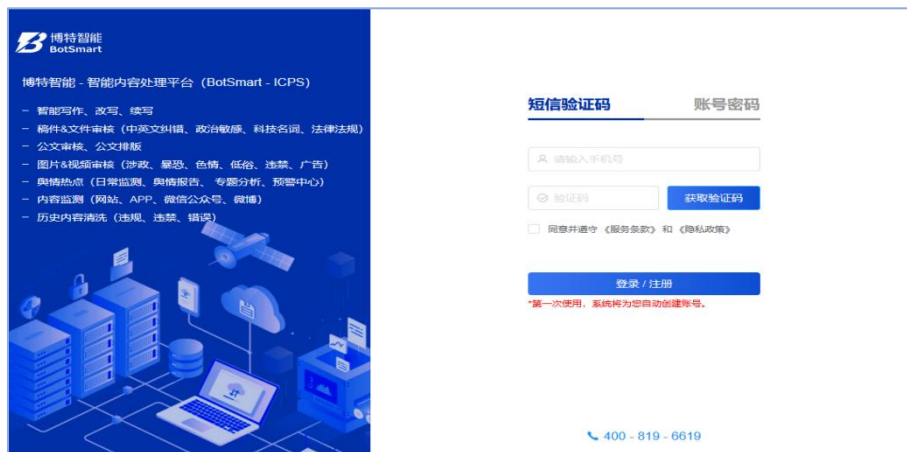 博特智能
BotSmart
博特智能 - 智能内容处理平台（BotSmart - ICPS）
- 智能写作、改写、续写
- 稿件&文件审核（中英文纠错、政治敏感、科技名词、法律法规）
- 公文审核、公文排版
- 图片&视频审核（涉政、暴恐、色情、低俗、违禁、广告）
- 舆情热点（日常监测、舆情报告、专题分析、预警中心）
- 内容监测（网站、APP、微信公众号、微博）
- 历史内容清洗（违规、违禁、错误）
短信验证码 账号密码
请输入手机号
验证码 获取验证码
同意并遵守《服务条款》和《隐私政策》
登录 / 注册
*第一次使用，系统将为您自动创建账号。
400 - 819 - 6619